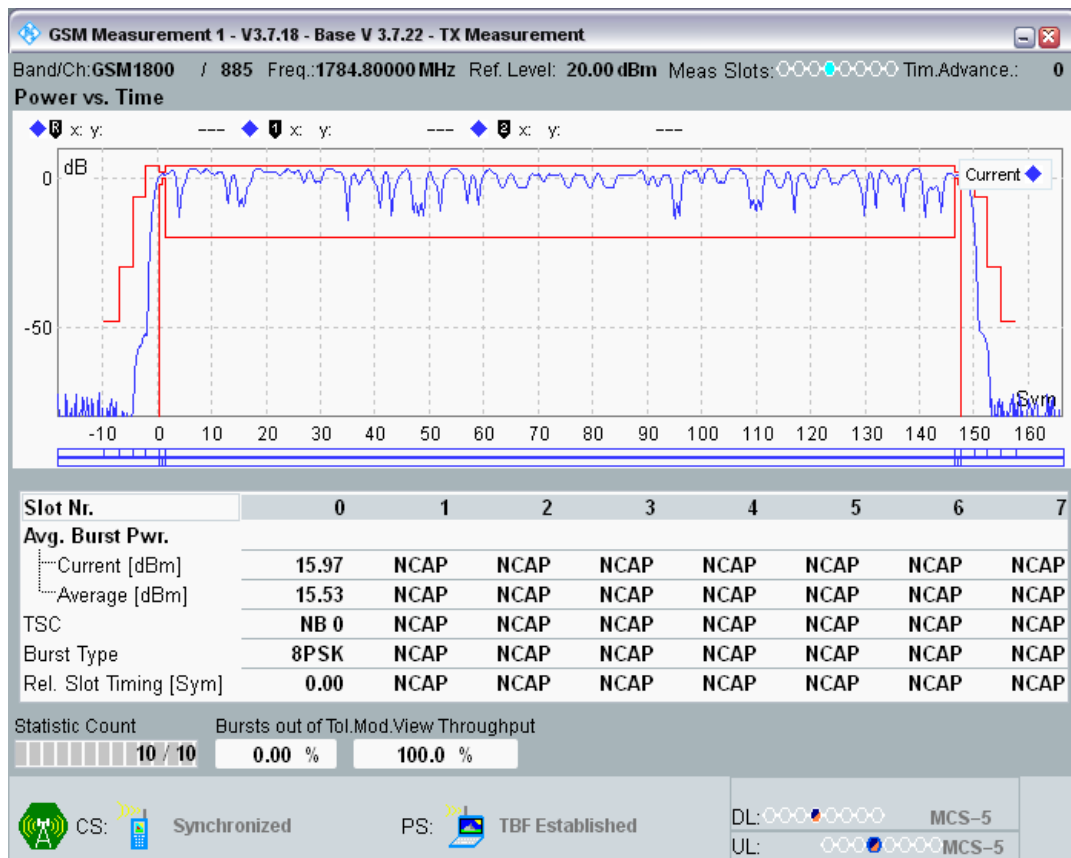 GSM Measurement 1 - V3.7.18 - Base V 3.7.22 - TX Measurement
Band/Ch:GSM1800 / 885 Freq.:1784.80000 MHz Ref. Level: 20.00 dBm Meas Slots: Tim.Advance.: 0
Power vs. Time
R x: y: --- 1 x: y: --- 2 x: y: ---
dB
0
Current
-50
Sym
-10 0 10 20 30 40 50 60 70 80 90 100 110 120 130 140 150 160
Slot Nr. 0 1 2 3 4 5 6 7
Avg. Burst Pwr.
Current [dBm] 15.97 NCAP NCAP NCAP NCAP NCAP NCAP NCAP
Average [dBm] 15.53 NCAP NCAP NCAP NCAP NCAP NCAP NCAP
TSC NB 0 NCAP NCAP NCAP NCAP NCAP NCAP NCAP
Burst Type 8PSK NCAP NCAP NCAP NCAP NCAP NCAP NCAP
Rel. Slot Timing [Sym] 0.00 NCAP NCAP NCAP NCAP NCAP NCAP NCAP
Statistic Count Bursts out of Tol.Mod.View Throughput
10 / 10 0.00 % 100.0 %
CS: Synchronized PS: TBF Established
DL: MCS-5
UL: MCS-5